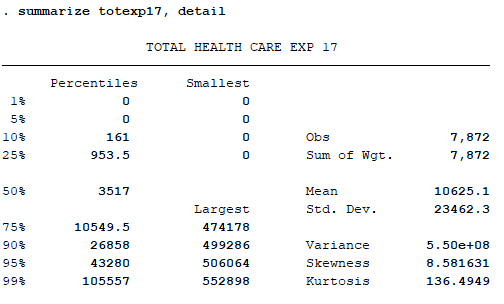 . summarize totexp17, detail
TOTAL HEALTH CARE EXP 17
Percentiles Smallest
1% 0 0
5% 0 0
10% 161 0 Obs 7,872
25% 953.5 0 Sum of Wgt. 7,872
50% 3517 Mean 10625.1
Largest Std. Dev. 23462.3
75% 10549.5 474178
90% 26858 499286 Variance 5.50e+08
95% 43280 506064 Skewness 8.581631
99% 105557 552898 Kurtosis 136.4949